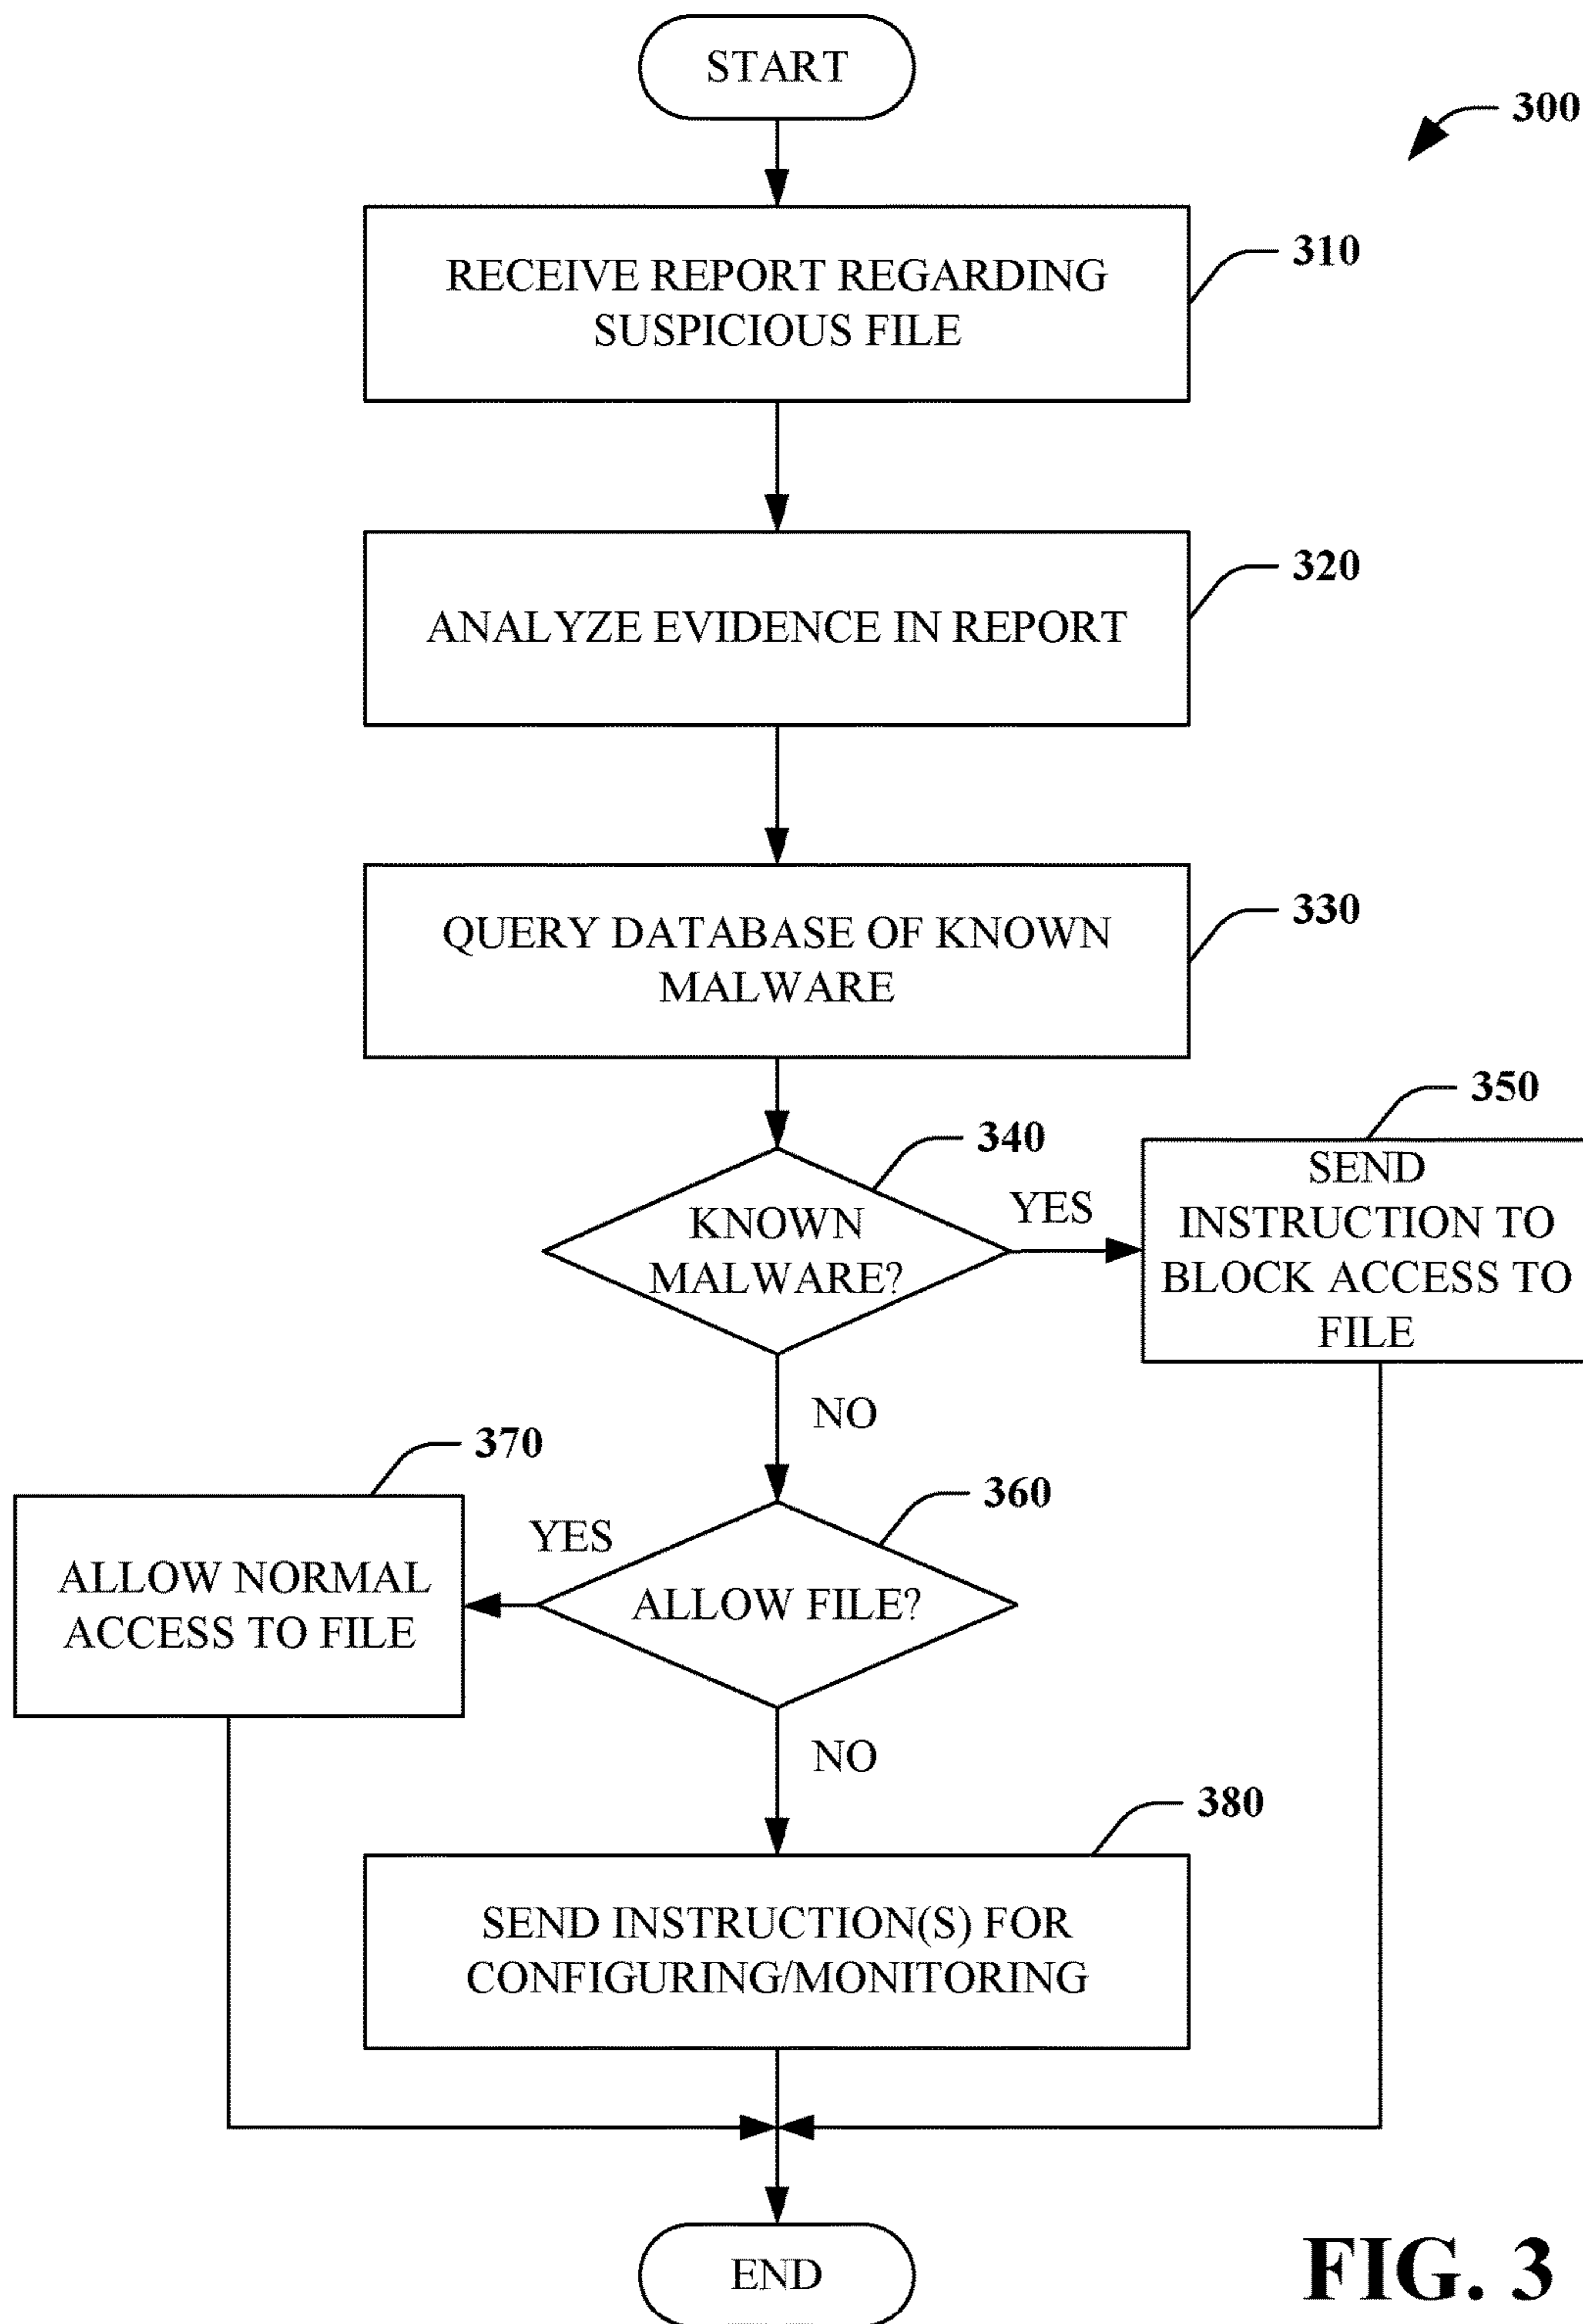 START
300
RECEIVE REPORT REGARDING
SUSPICIOUS FILE
310
ANALYZE EVIDENCE IN REPORT
320
QUERY DATABASE OF KNOWN
MALWARE
330
KNOWN
MALWARE?
340
YES
SEND
INSTRUCTION TO
BLOCK ACCESS TO
FILE
350
NO
ALLOW FILE?
360
YES
ALLOW NORMAL
ACCESS TO FILE
370
NO
SEND INSTRUCTION(S) FOR
CONFIGURING/MONITORING
380
END
FIG. 3